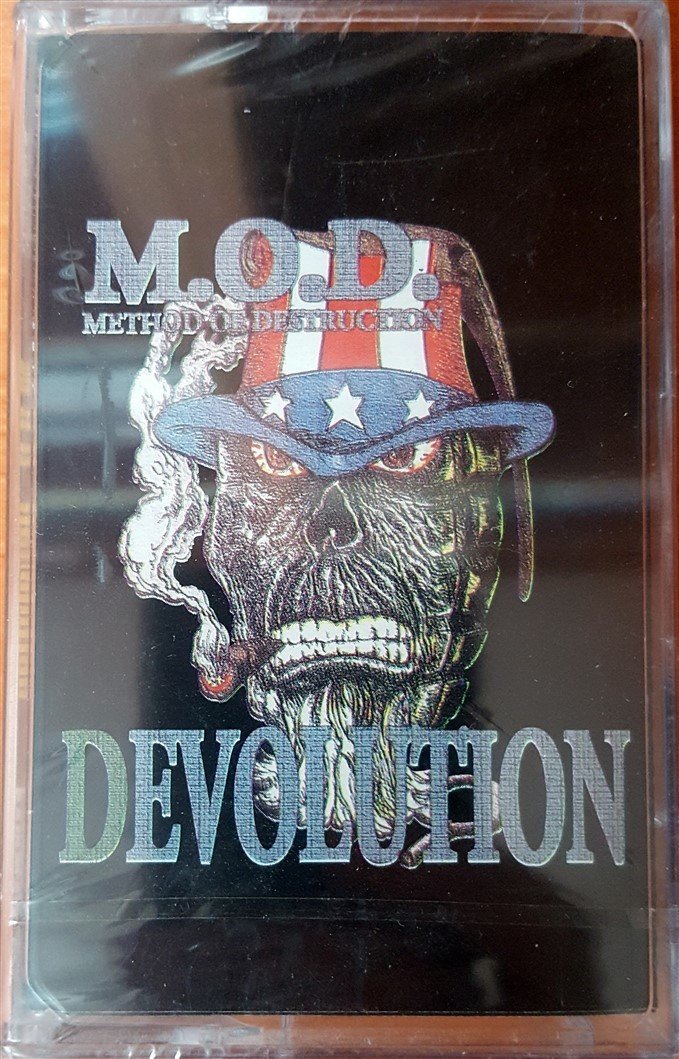 M.O.D.
METHOD OF DESTRUCTION
DEVOLUTION